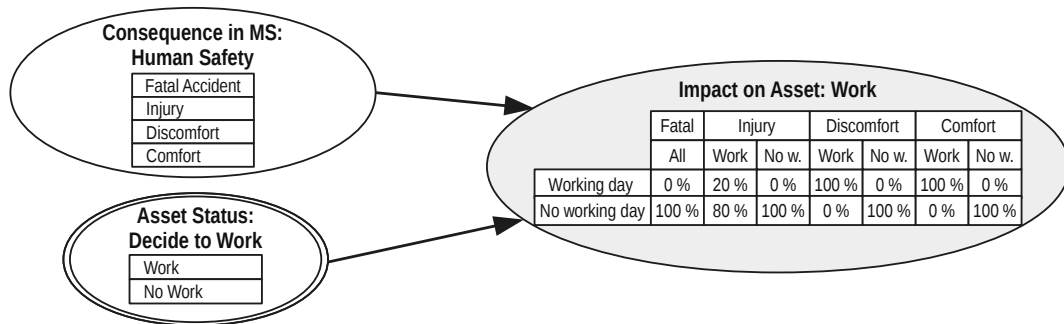 Consequence in MS:
Human Safety
Fatal Accident
Injury
Discomfort
Comfort
Asset Status:
Decide to Work
Work
No Work
Impact on Asset: Work
Fatal Injury Discomfort Comfort
All Work No w. Work No w. Work No w.
Working day 0 % 20 % 0 % 100 % 0 % 100 % 0 %
No working day 100 % 80 % 100 % 0 % 100 % 0 % 100 %